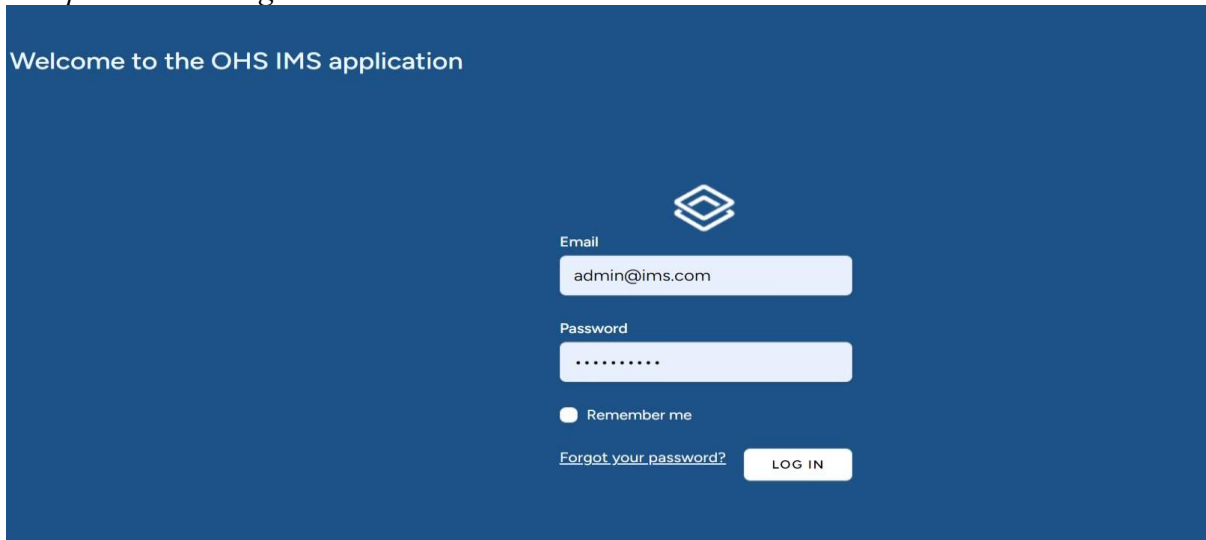 Welcome to the OHS IMS application
Email
admin@ims.com
Password
..........
Remember me
Forgot your password? LOG IN